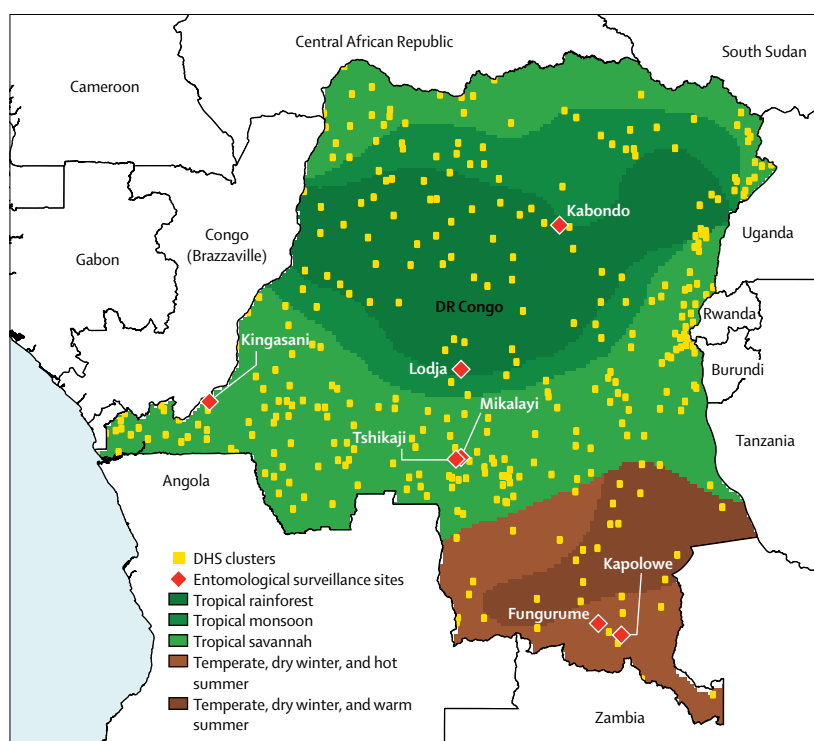 Central African Republic
South Sudan
Cameroon
Kabondo
Congo
(Brazzaville)
Uganda
Gabon
DR Congo
Rwanda
Kingasani
Lodja
Burundi
Mikalayi
Tshikaji
Tanzania
Angola
DHS clusters
Entomological surveillance sites
Tropical rainforest
Tropical monsoon
Tropical savannah
Temperate, dry winter, and hot
summer
Temperate, dry winter, and warm
summer
Kapolowe
Fungurume
Zambia